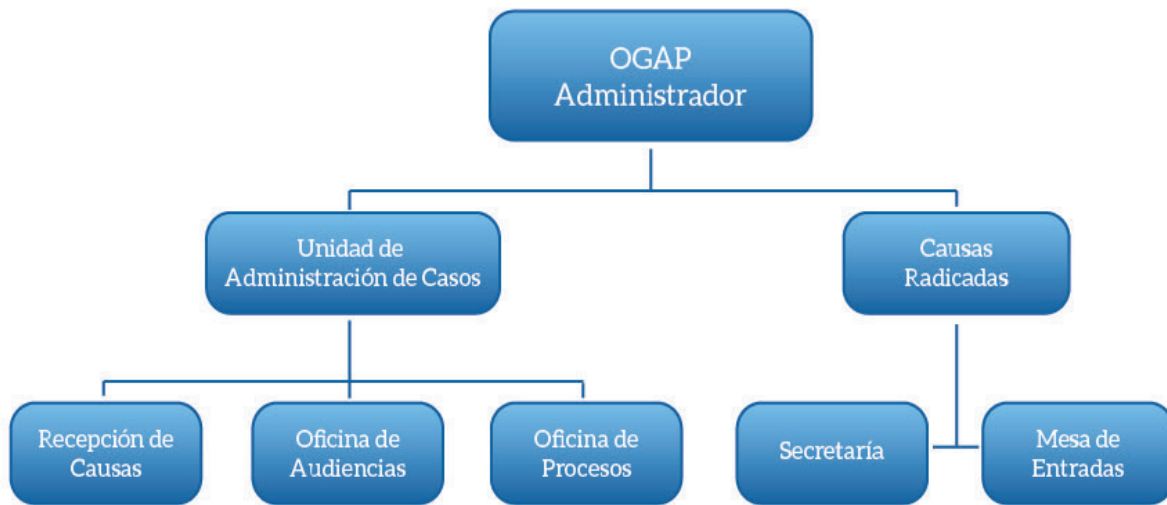 OGAP
Administrador
Unidad de
Administración de Casos
Causas
Radicadas
Recepción de
Causas
Oficina de
Audiencias
Oficina de
Procesos
Secretaría
Mesa de
Entradas